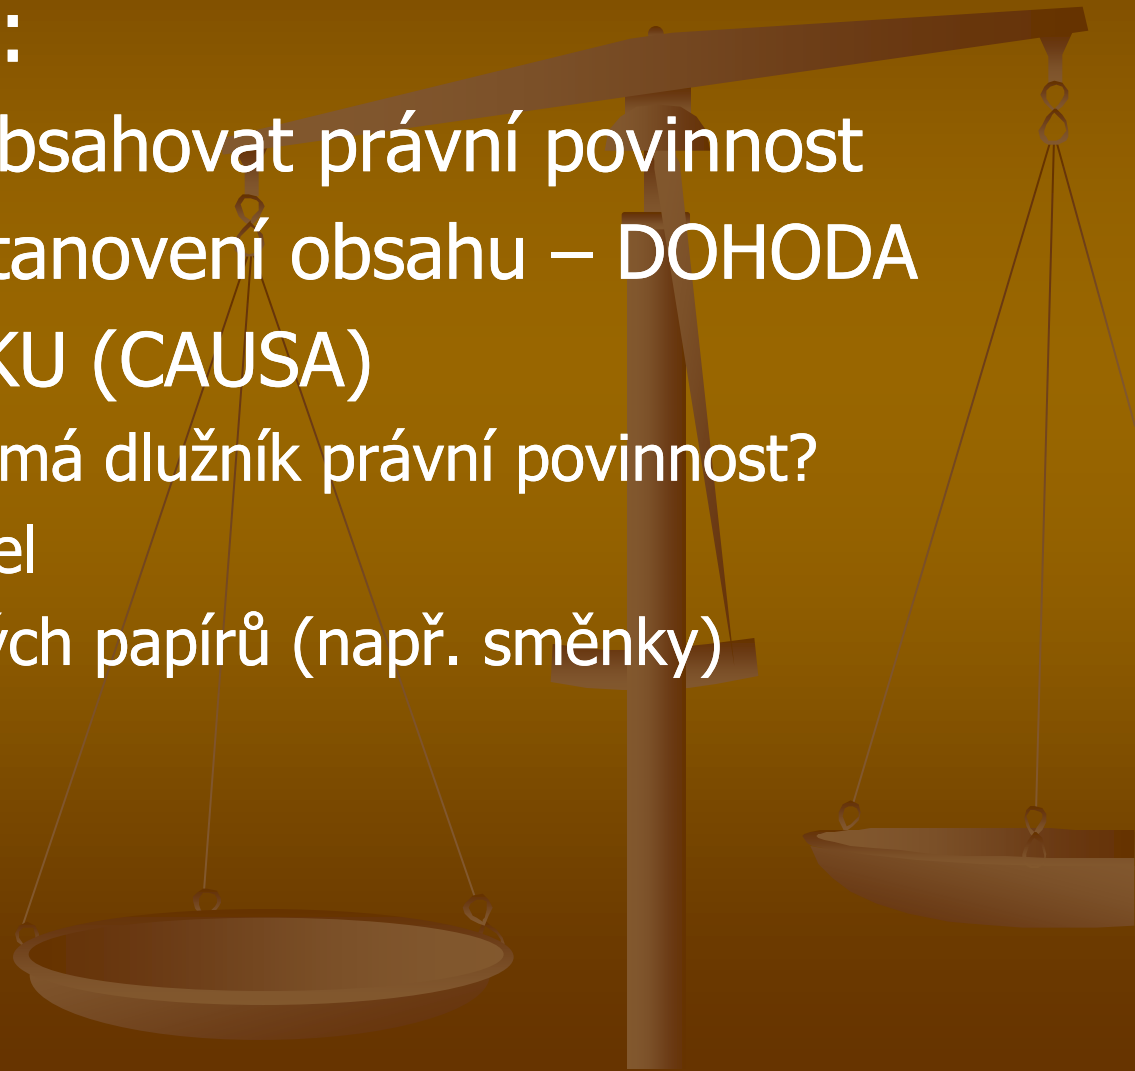 :
bsahovat právní povinnost
tanovení obsahu – DOHODA
KU (CAUSA)
má dlužník právní povinnost?
el
ých papírů (např. směnky)